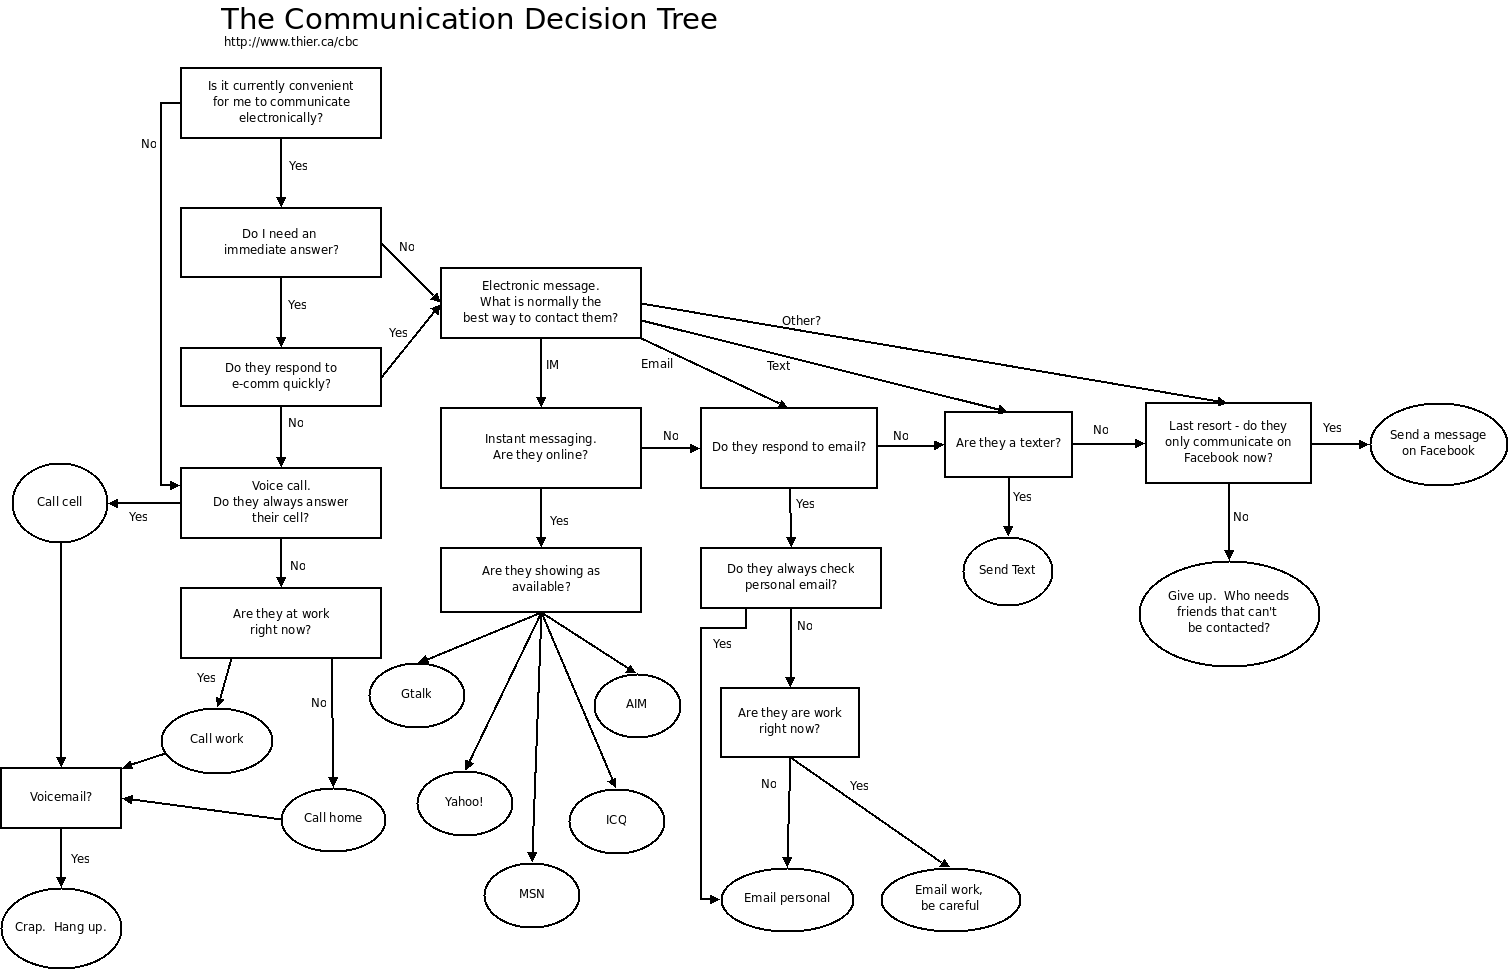 The Communication Decision Tree
http://www.thier.ca/cbc
Is it currently convenient
for me to communicate
electronically?
No
Yes
Do I need an
immediate answer?
No
Yes
Electronic message.
What is normally the
best way to contact them?
Other?
Yes
Do they respond to
e-comm quickly?
IM
Email
Text
No
Instant messaging.
Are they online?
No
Do they respond to email?
No
Are they a texter?
No
Last resort - do they
only communicate on
Facebook now?
Yes
Send a message
on Facebook
Call cell
Yes
Voice call.
Do they always answer
their cell?
Yes
Yes
Yes
No
No
Are they showing as
available?
Do they always check
personal email?
Send Text
Give up.  Who needs
friends that can't
be contacted?
Are they at work
right now?
Yes
No
Yes
No
Gtalk
AIM
Are they are work
right now?
Call work
Voicemail?
Call home
Yahoo!
ICQ
No
Yes
Yes
MSN
Email personal
Email work,
be careful
Crap.  Hang up.